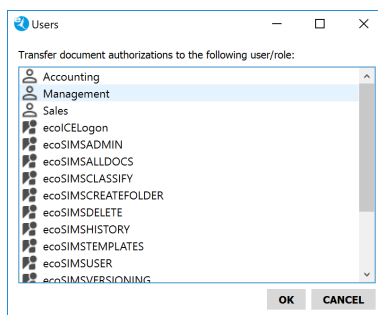 Users
Transfer document authorizations to the following user/role:
Accounting
Management
Sales
ecoICELogon
ecoSIMSADMIN
ecoSIMSALLDOCS
ecoSIMSCLASSIFY
ecoSIMSCREATEFOLDER
ecoSIMSDELETE
ecoSIMSHISTORY
ecoSIMSTEMPLATES
ecoSIMSUSER
ecoSIMSVERSIONING
OK CANCEL